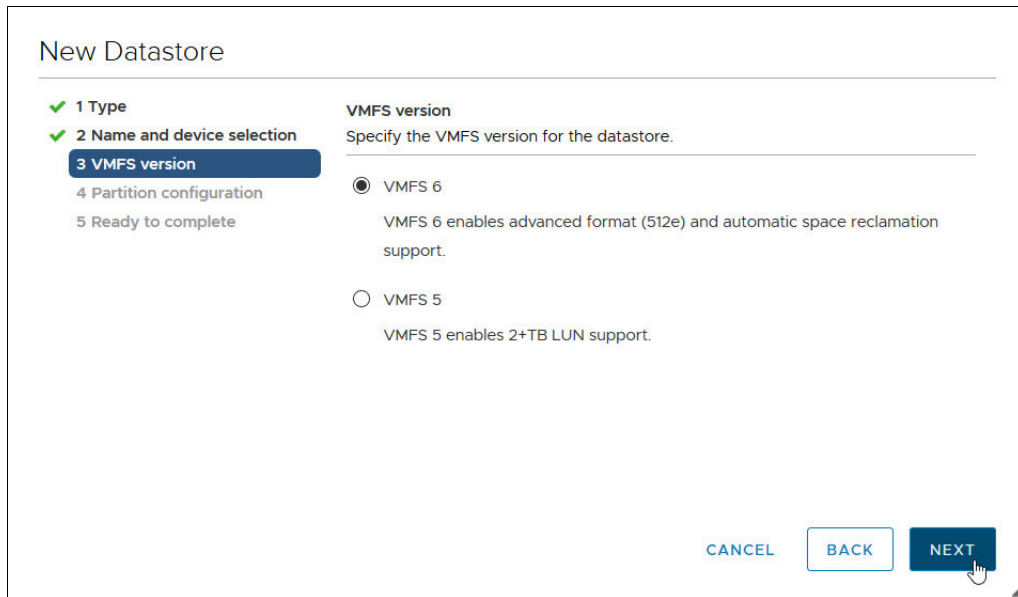 New Datastore
1 Type
2 Name and device selection
3 VMFS version
4 Partition configuration
5 Ready to complete
VMFS version
Specify the VMFS version for the datastore.
VMFS 6
VMFS 6 enables advanced format (512e) and automatic space reclamation
support.
VMFS 5
VMFS 5 enables 2+TB LUN support.
CANCEL
BACK
NEXT